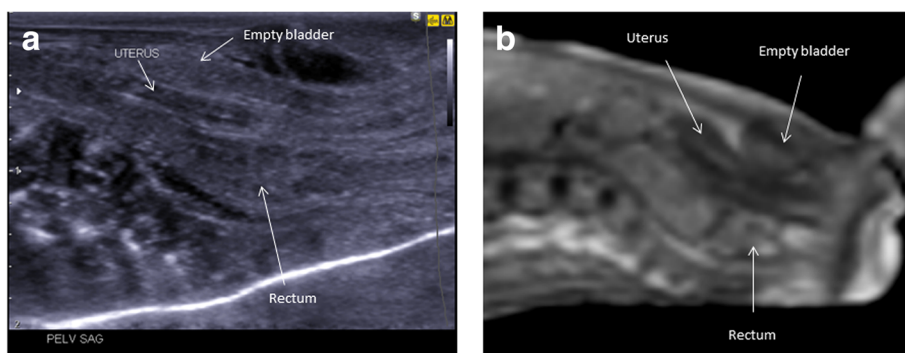 a
S
Empty bladder
UTERUS
Rectum
PELV SAG
b
Uterus
Empty bladder
Rectum